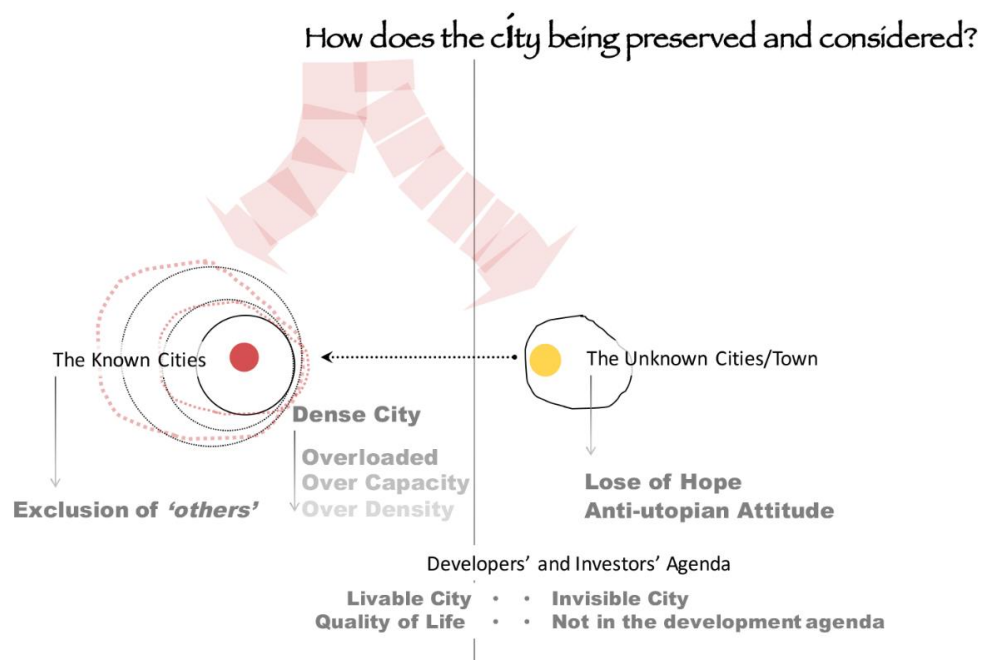 How does the city being preserved and considered?
The Known Cities
The Unknown Cities/Town
Dense City
Overloaded
Over Capacity
Over Density
Exclusion of ‘others’
Lose of Hope
Anti-utopian Attitude
Developers’ and Investors’ Agenda
Livable City • • Invisible City
Quality of Life • • Not in the development agenda